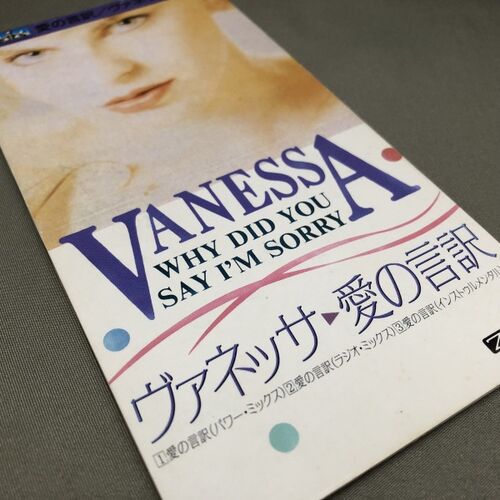 愛の言訳/ヴァネ
VANESSA
WHY DID YOU
SAY I'M SORRY
ヴァネッサ▶愛の言訳
1愛の言訳(パワー・ミックス)2愛の言訳(ラジオ・ミックス)3愛の言訳(インストゥルメンタル